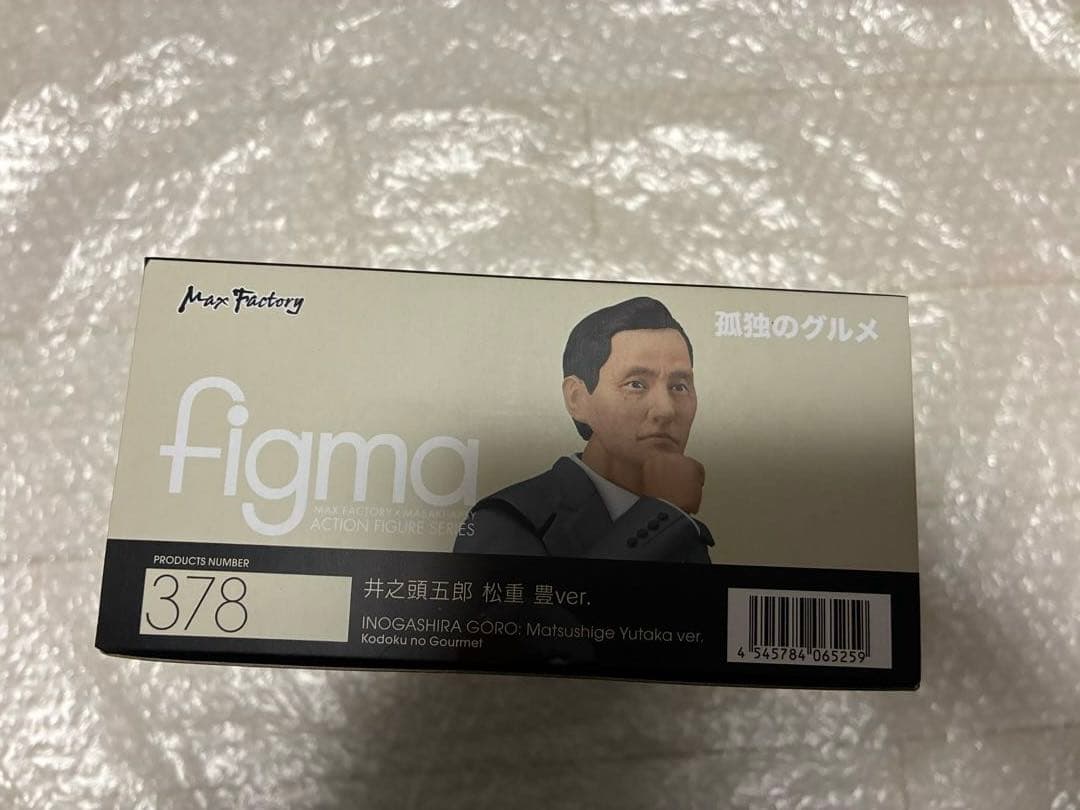 Max Factory
孤独のグルメ
figma
MAX FACTORY × MASAKI APSY
ACTION FIGURE SERIES
PRODUCTS NUMBER
378
井之頭五郎 松重 豊ver.
INOGASHIRA GORO: Matsushige Yutaka ver.
Kodoku no Gourmet
4 545784 065259